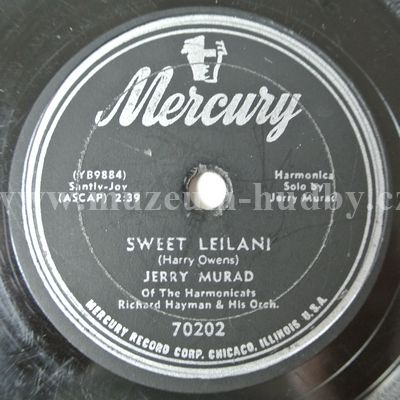 Mercury
(YB9884)
Santly-Joy
(ASCAP) 2:39
Harmonica
Solo by
Jerry Murad
www.muzeum-hudby.cz
SWEET LEILANI
(Harry Owens)
JERRY MURAD
Of The Harmonicats
Richard Hayman & His Orch.
70202
MERCURY RECORD CORP. CHICAGO, ILLINOIS U.S.A.